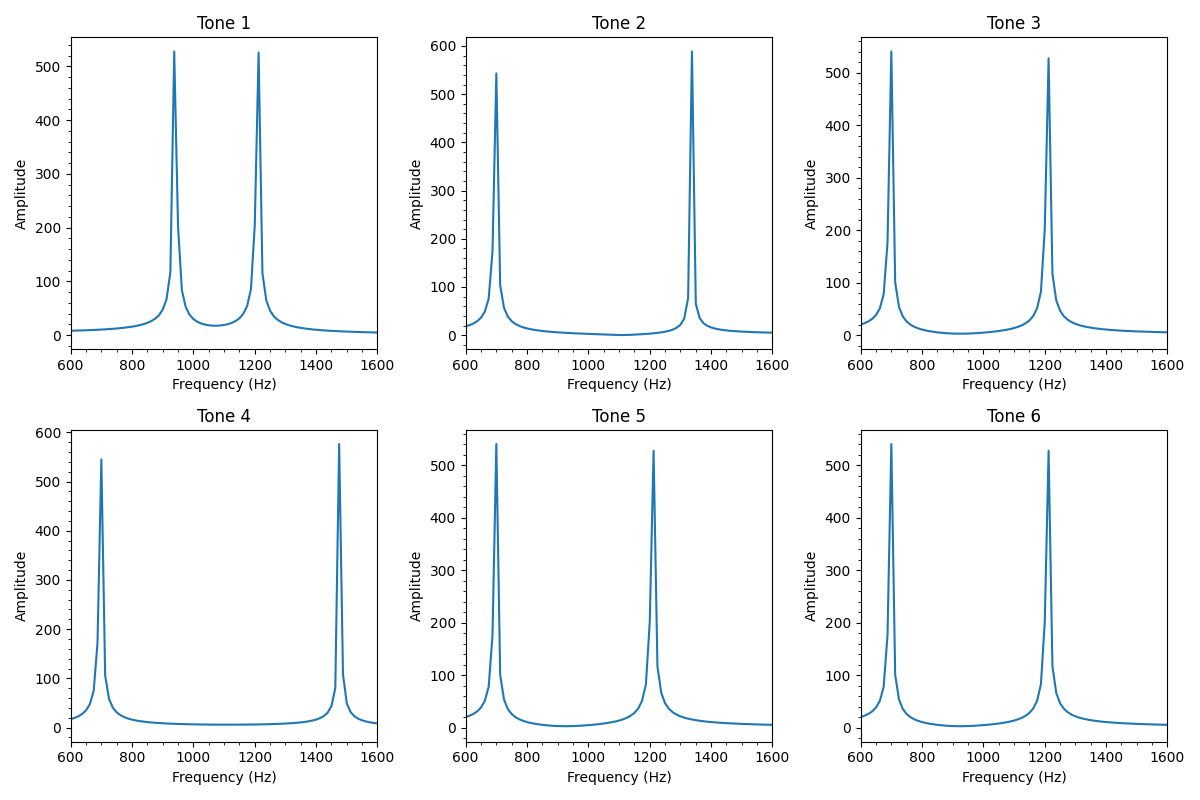 Tone 1 Tone 2 Tone 3
500 600 500
400 500 400
300 400 300
200 300 200
100 200 100
0 100 0
0
Amplitude Amplitude Amplitude
600 800 1000 1200 1400 1600 600 800 1000 1200 1400 1600 600 800 1000 1200 1400 1600
Frequency (Hz) Frequency (Hz) Frequency (Hz)
Tone 4 Tone 5 Tone 6
600 500 500
500 400 400
400 300 300
300 200 200
200 100 100
100 0 0
0
Amplitude Amplitude Amplitude
600 800 1000 1200 1400 1600 600 800 1000 1200 1400 1600 600 800 1000 1200 1400 1600
Frequency (Hz) Frequency (Hz) Frequency (Hz)